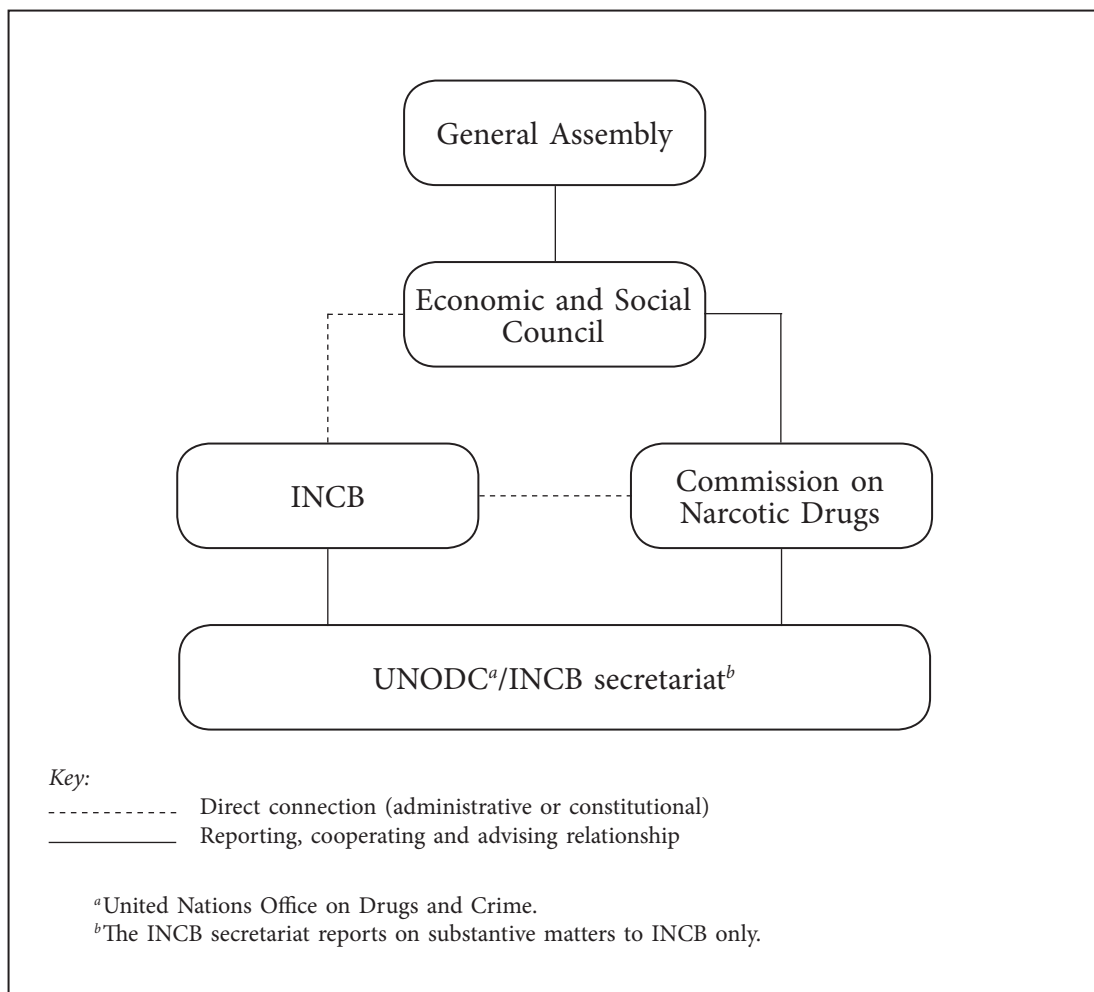 General Assembly
Economic and Social
Council
INCB
Commission on
Narcotic Drugs
UNODCa/INCB secretariatb
Key:
Direct connection (administrative or constitutional)
Reporting, cooperating and advising relationship
aUnited Nations Office on Drugs and Crime.
bThe INCB secretariat reports on substantive matters to INCB only.